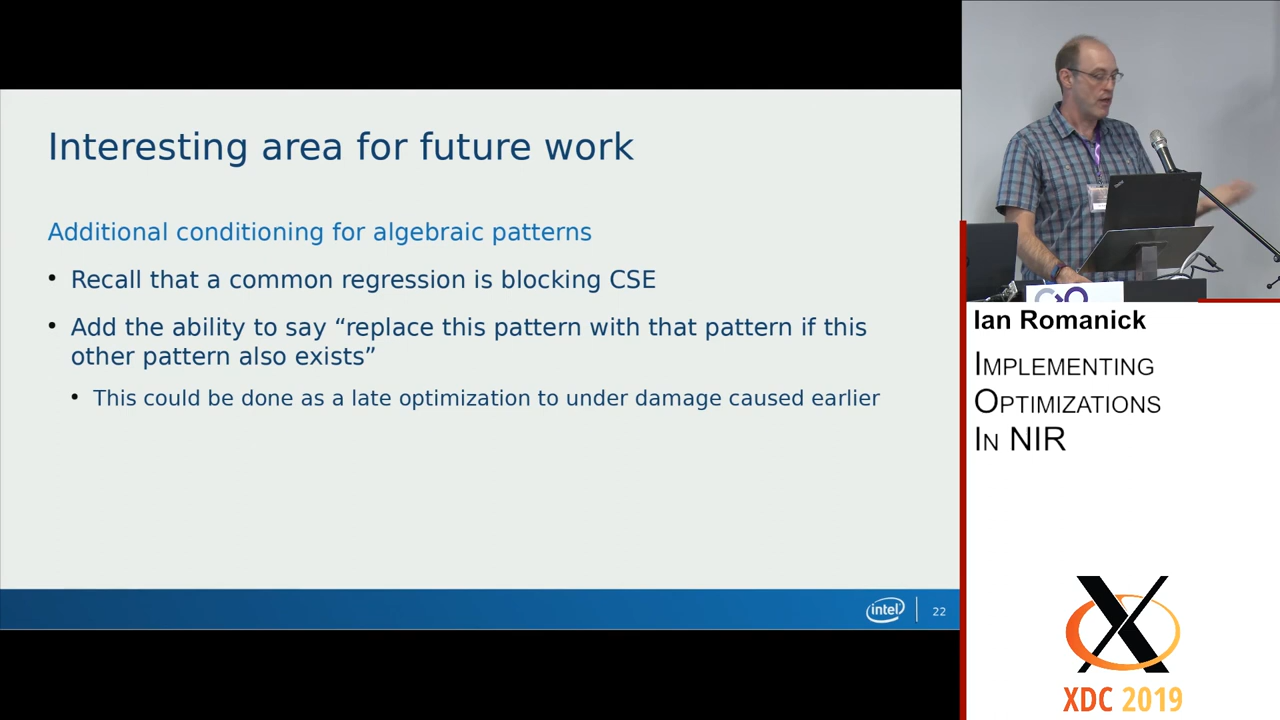 Interesting area for future work
Additional conditioning for algebraic patterns
• Recall that a common regression is blocking CSE
• Add the ability to say “replace this pattern with that pattern if this
other pattern also exists”
• This could be done as a late optimization to under damage caused earlier
intel
22
Ian Romanick
IMPLEMENTING
OPTIMIZATIONS
IN NIR
X
XDC 2019